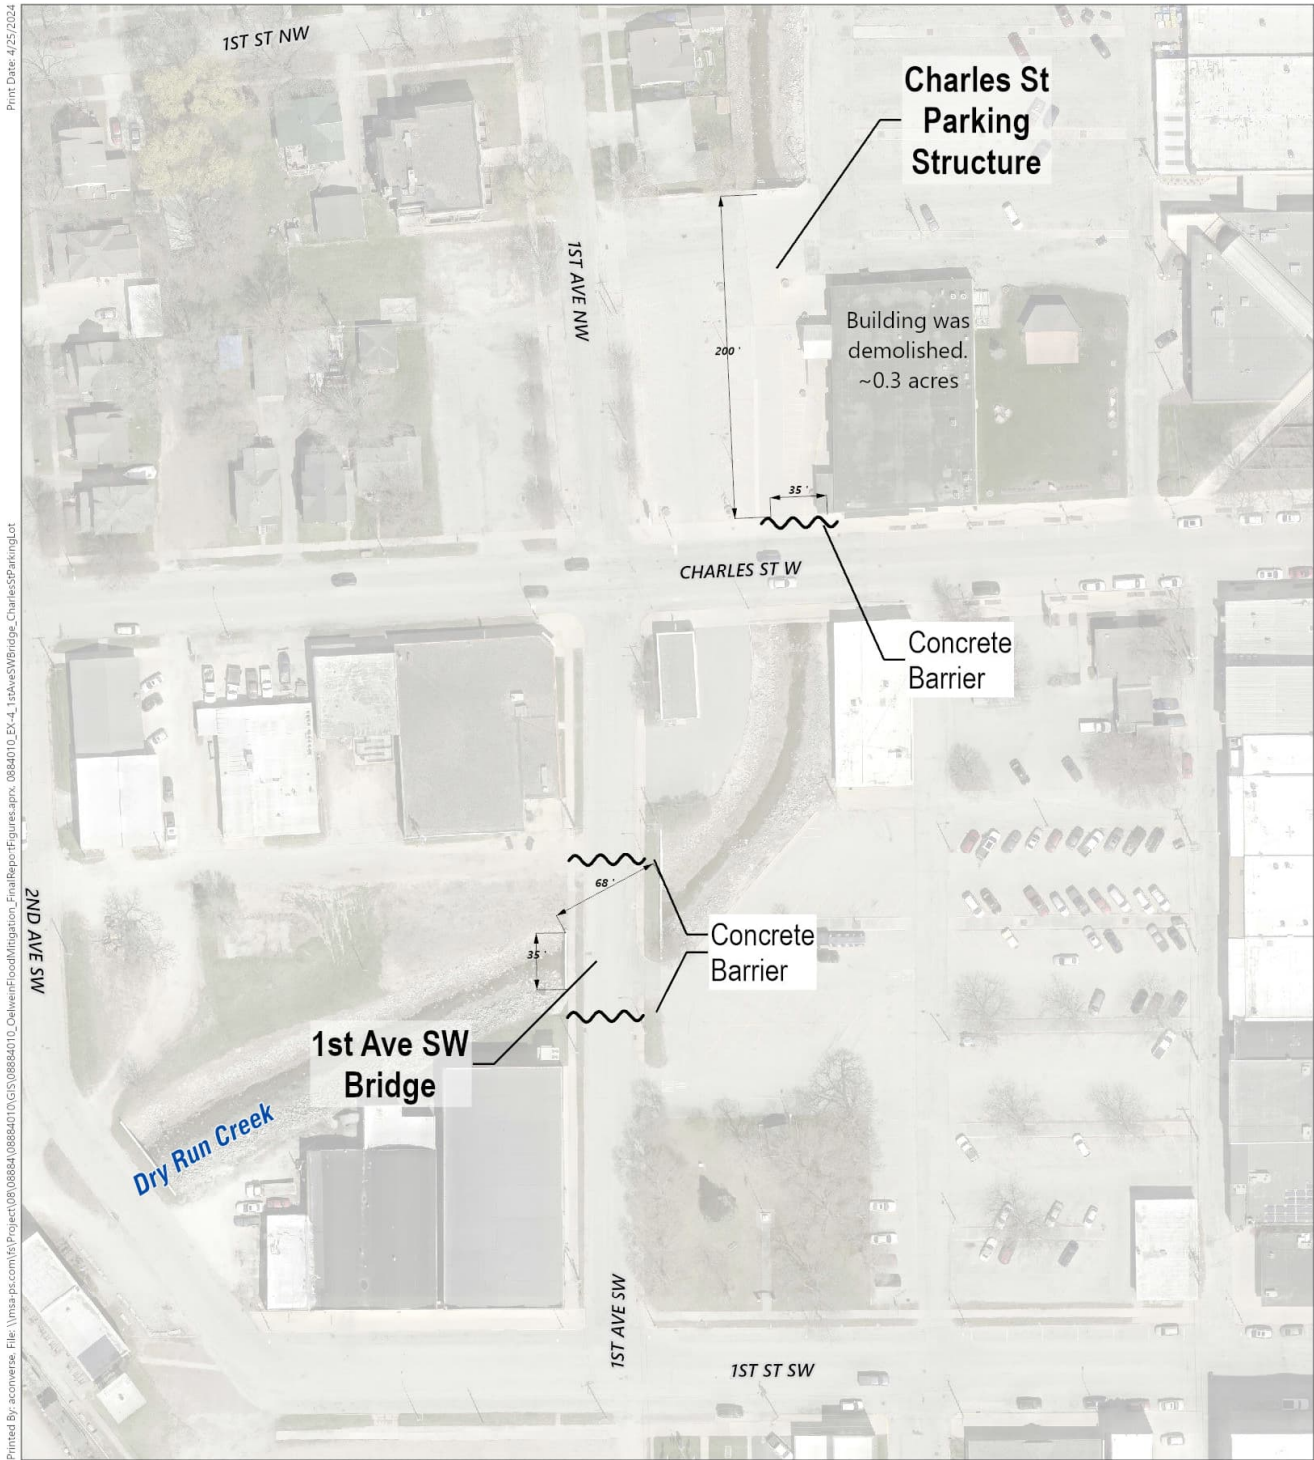 Print Date: 4/25/2024
1ST ST NW
Charles St
Parking
Structure
1ST AVE NW
200 '
Building was
demolished.
~0.3 acres
35 '
CHARLES ST W
Concrete
Barrier
68 '
2ND AVE SW
35 '
Concrete
Barrier
1st Ave SW
Bridge
Dry Run Creek
1ST AVE SW
1ST ST SW
Printed By: aconverse, File: \\msa-ps.com\fs\Project\08\08884\08884010\GIS\08884010_OelweinFloodMitigation_FinalReportFigures.aprx, 0884010_EX-4_1stAveSWBridge_CharlesStParkingLot